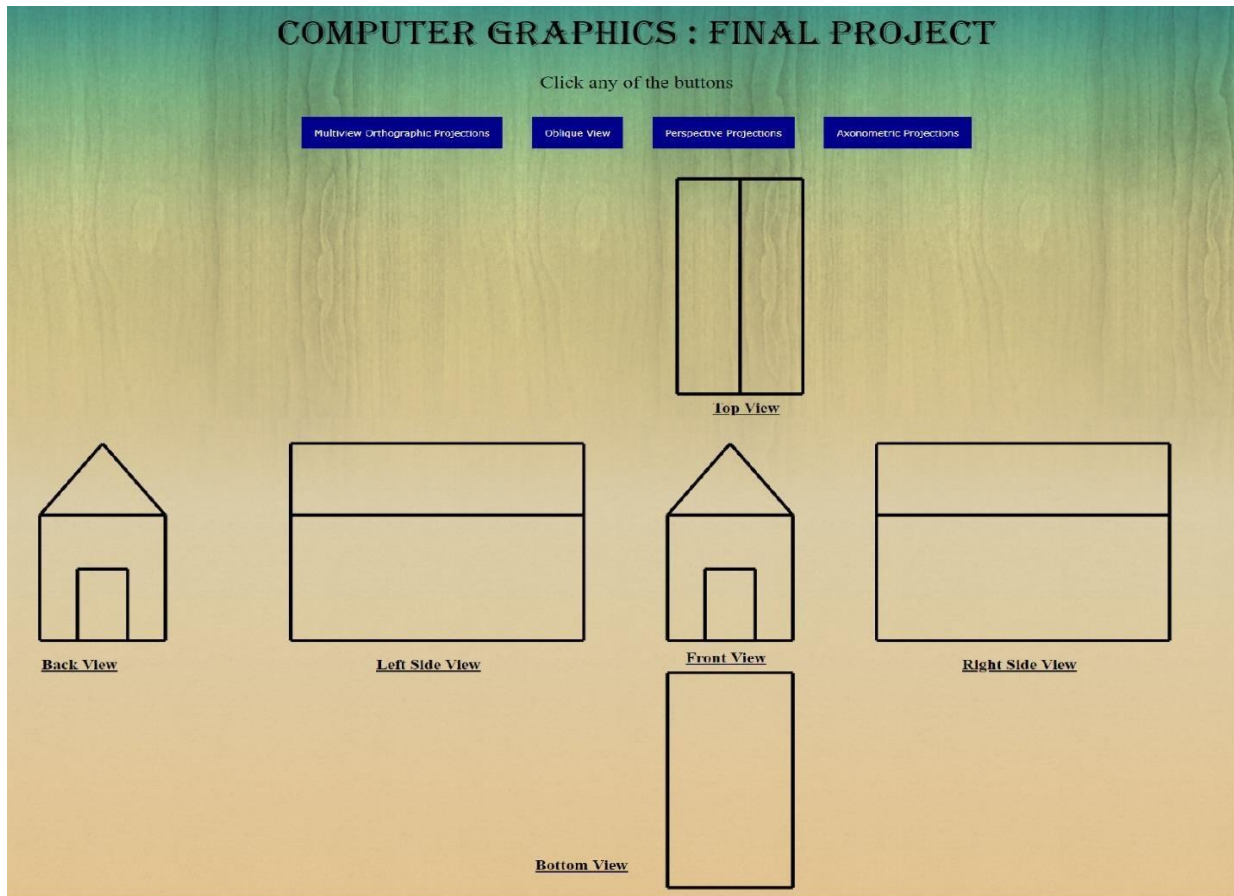 COMPUTER GRAPHICS : FINAL PROJECT
Click any of the buttons
Multiview Orthographic Projections
Oblique View
Perspective Projections
Axonometric Projections
Top View
Back View
Left Side View
Front View
Right Side View
Bottom View